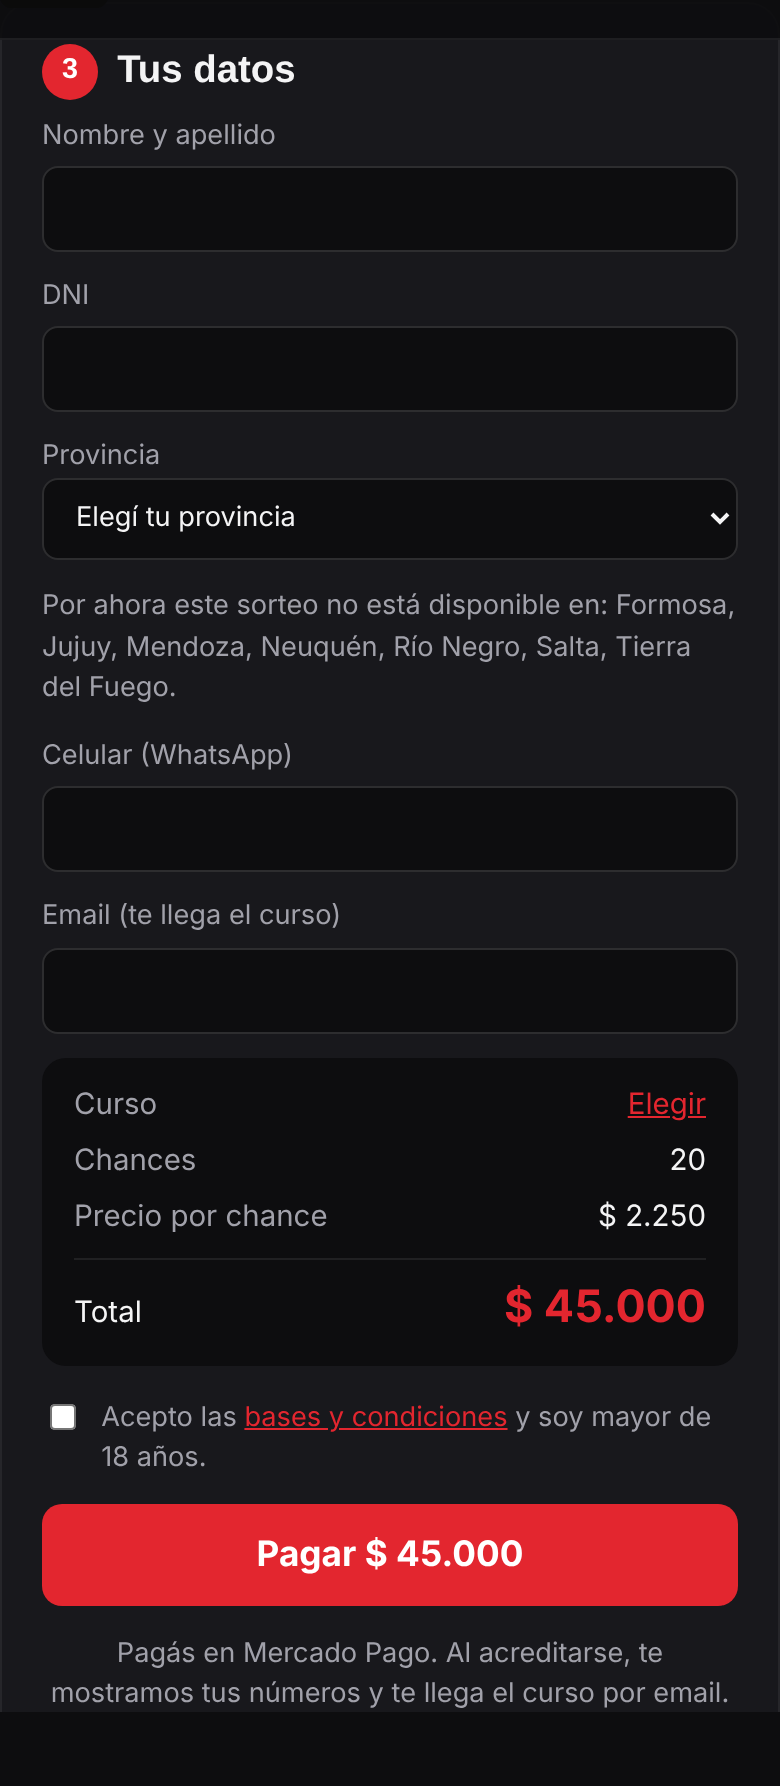 3 Tus datos
Nombre y apellido
DNI
Provincia
Elegí tu provincia
Por ahora este sorteo no está disponible en: Formosa,
Jujuy, Mendoza, Neuquén, Río Negro, Salta, Tierra
del Fuego.
Celular (WhatsApp)
Email (te llega el curso)
Curso Elegir
Chances 20
Precio por chance $ 2.250
Total $ 45.000
Acepto las bases y condiciones y soy mayor de
18 años.
Pagar $ 45.000
Pagás en Mercado Pago. Al acreditarse, te
mostramos tus números y te llega el curso por email.